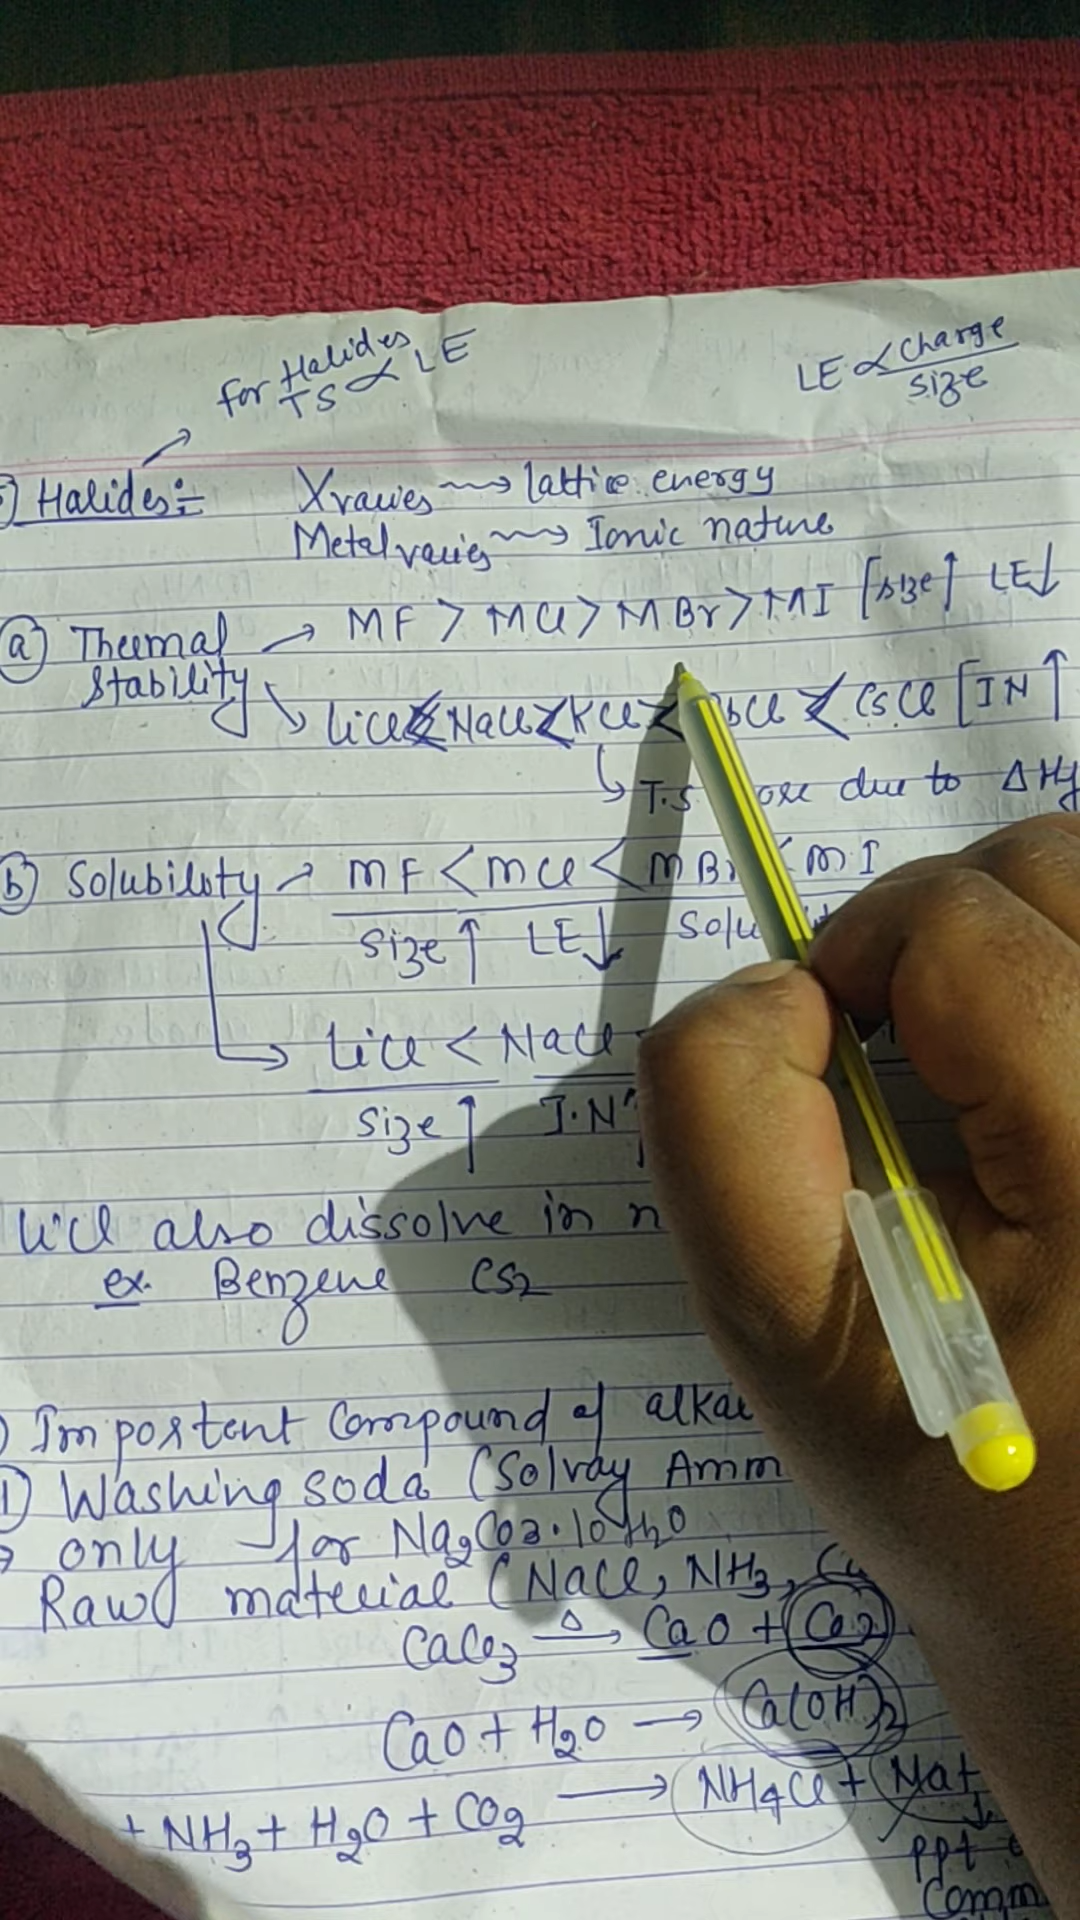 For Halides
TS ∝ LE
LE ∝ Charge/Size
Halides:-
X varies → lattice energy
Metal varies → Ionic nature
(a) Thermal Stability → MF > MCl > MBr > MI [Size↑ LE↓
LiCl < NaCl < KCl < bCl < CsCl [IN↑
T.S due to ΔHf
(b) Solubility → MF < MCl < MBr < MI
Size↑ LE↓
LiCl < NaCl
Size↑ I.N↑
LiCl also dissolve in n
ex. Benzene CS2
Important Compound of alkal
1) Washing soda (Solvay Amm
→ only for Na2CO3.10H2O
Raw material (NaCl, NH3, Ca
CaCO3 →Δ CaO + CO2
CaO + H2O → Ca(OH)2
+ NH3 + H2O + CO2 → NH4Cl + Na
ppt
Comm